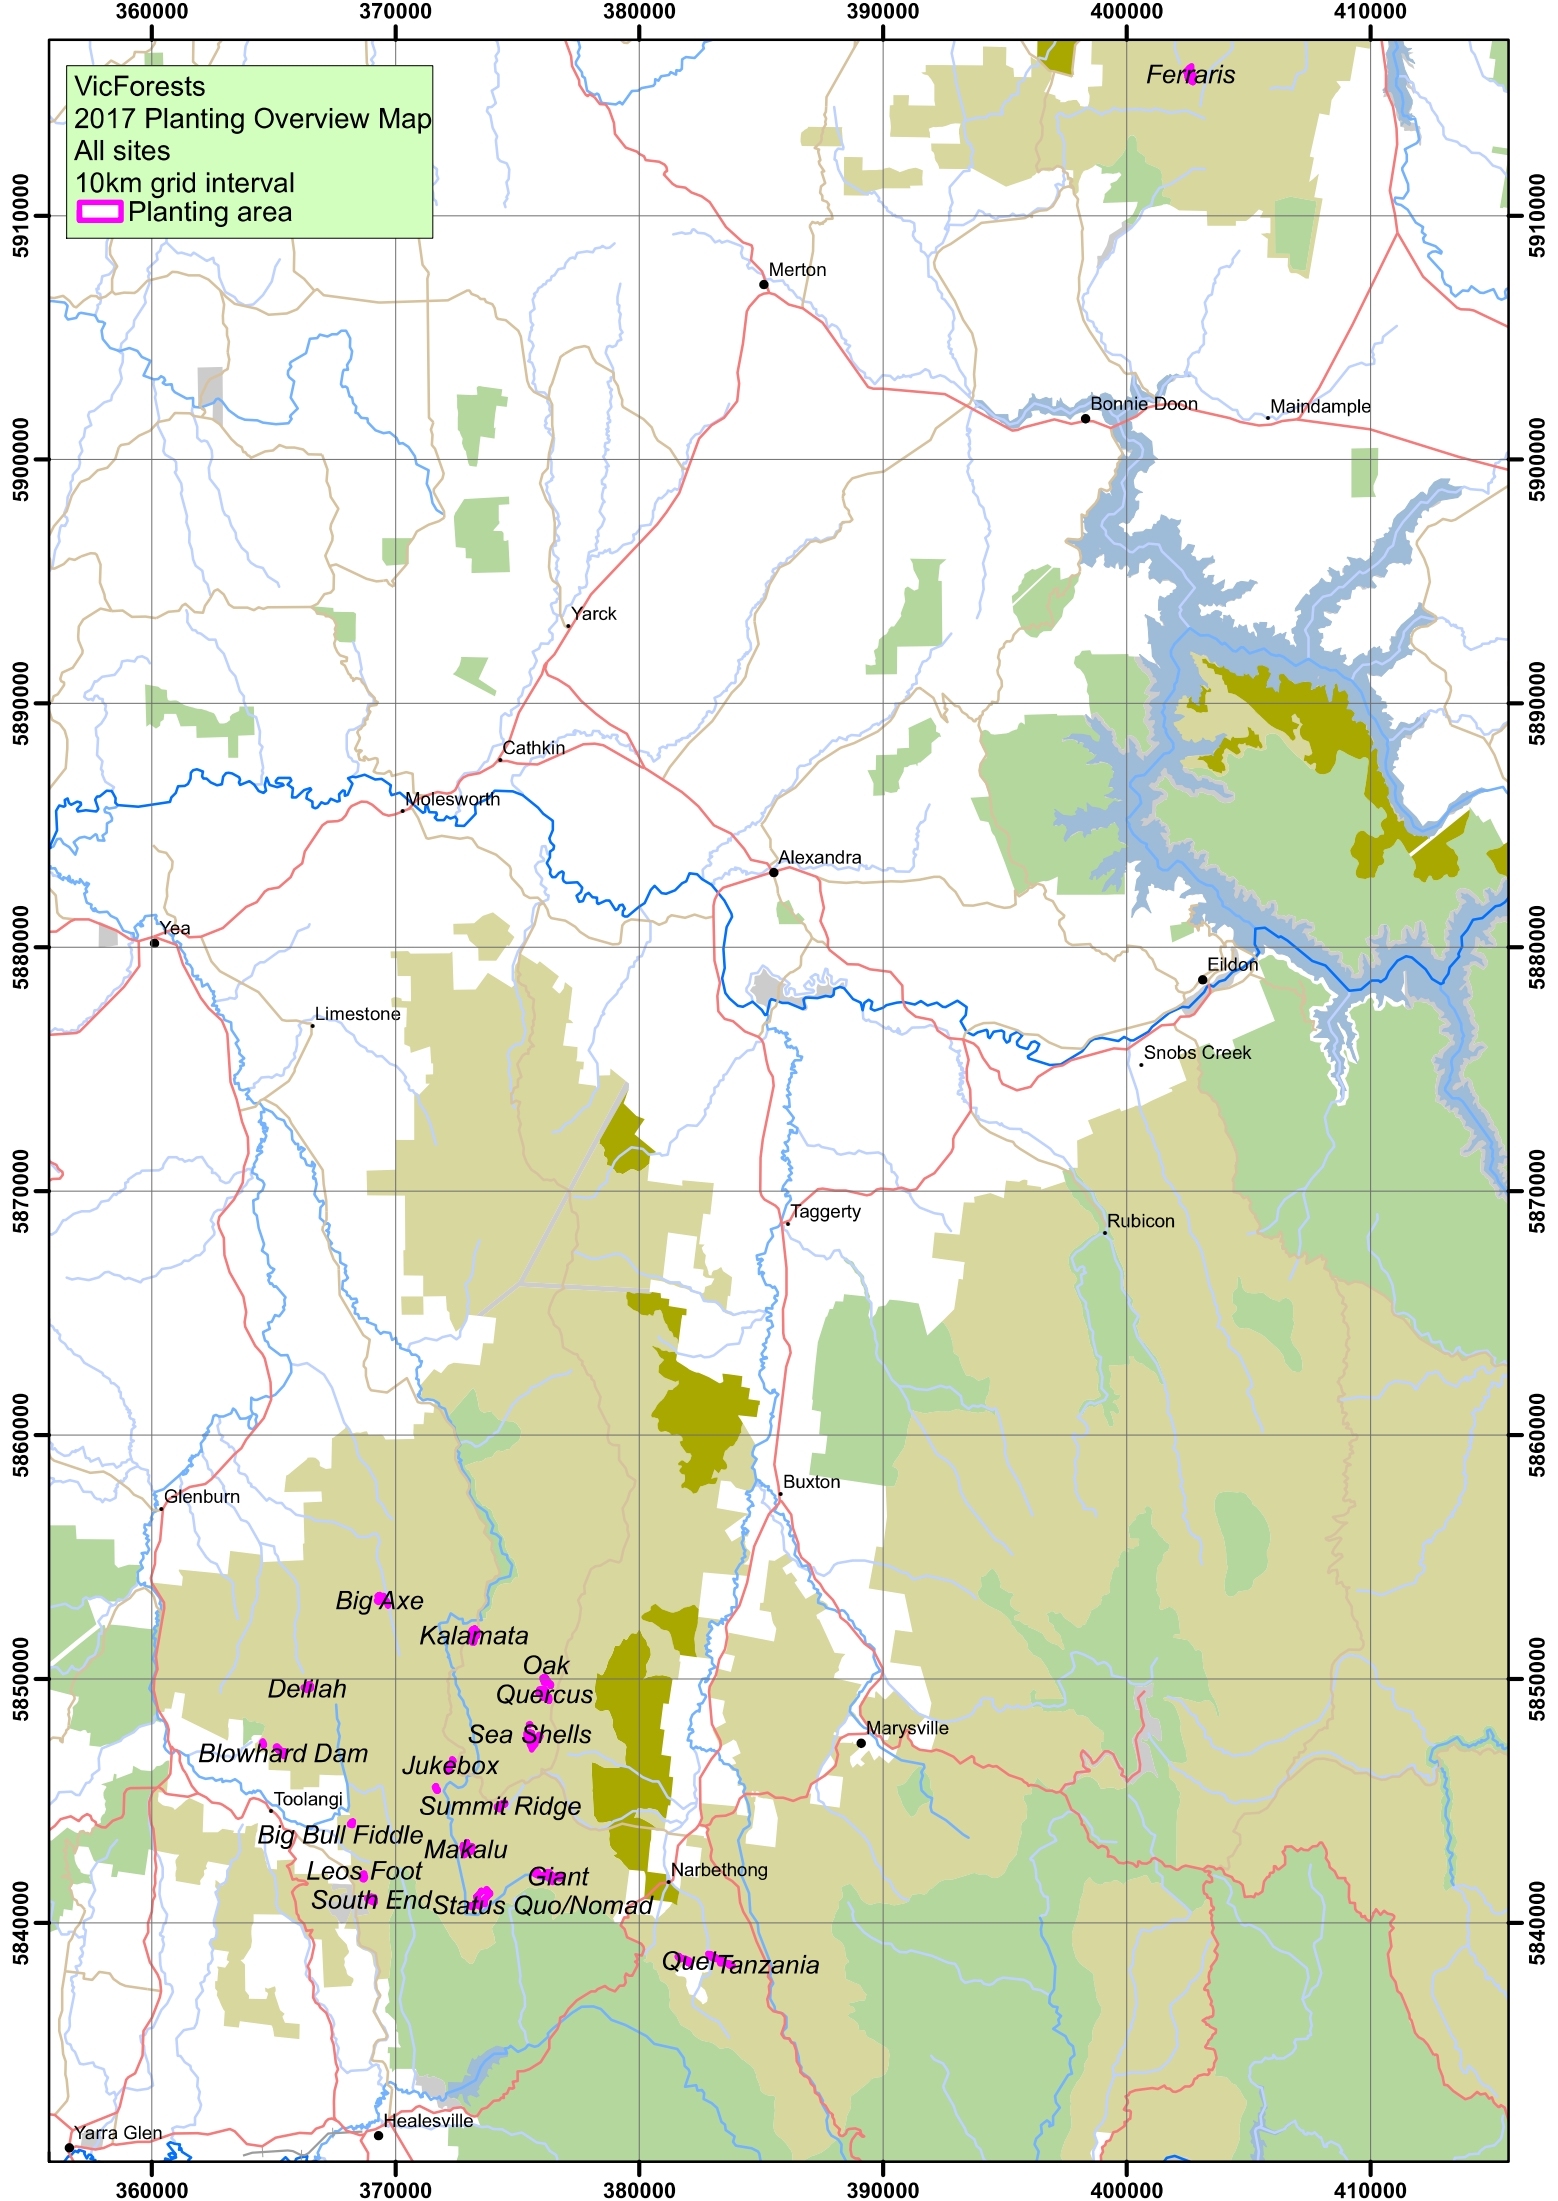 360000
370000
380000
390000
400000
410000
VicForests
2017 Planting Overview Map
All sites
10km grid interval
Planting area
Ferraris
5910000
5910000
Merton
Bonnie Doon
Maindample
5900000
5900000
Yarck
5890000
5890000
Cathkin
Molesworth
Alexandra
Yea
5880000
5880000
Eildon
Limestone
Snobs Creek
5870000
5870000
Taggerty
Rubicon
5860000
5860000
Buxton
Glenburn
Big Axe
Kalamata
Oak
5850000
5850000
Delilah
Quercus
Marysville
Sea Shells
Blowhard Dam
Jukebox
Toolangi
Summit Ridge
Big Bull Fiddle
Makalu
Leos Foot
Giant
Narbethong
South End
Status Quo/Nomad
5840000
5840000
Quel
Tanzania
Healesville
Yarra Glen
360000
370000
380000
390000
400000
410000